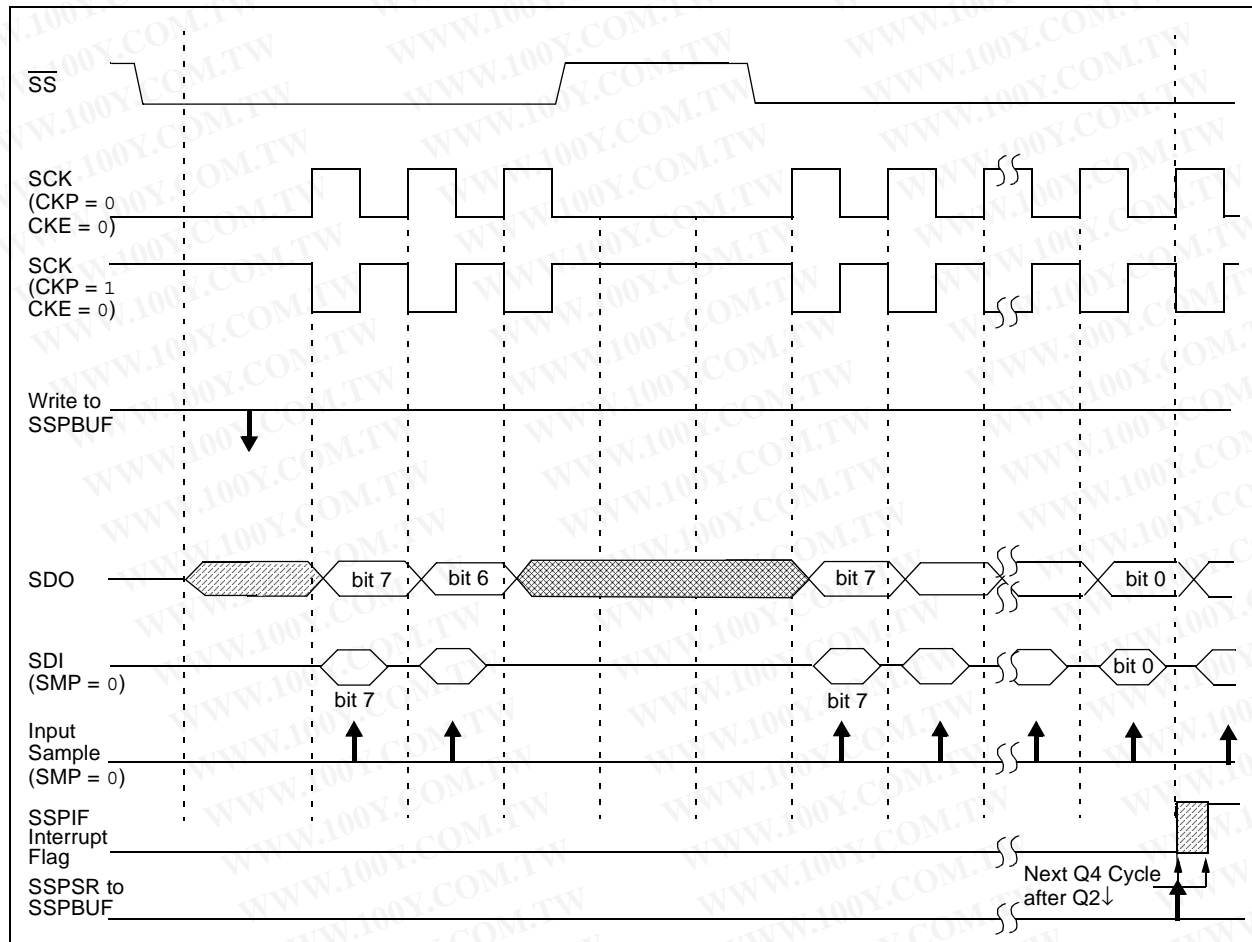 SS
SCK
(CKP = 0
CKE = 0)
SCK
(CKP = 1
CKE = 0)
Write to
SSPBUF
SDO
bit 7
bit 6
bit 7
bit 0
SDI
(SMP = 0)
bit 7
bit 7
bit 0
Input
Sample
(SMP = 0)
SSPIF
Interrupt
Flag
SSPSR to
SSPBUF
Next Q4 Cycle
after Q2↓
WWW.100Y.COM.TW